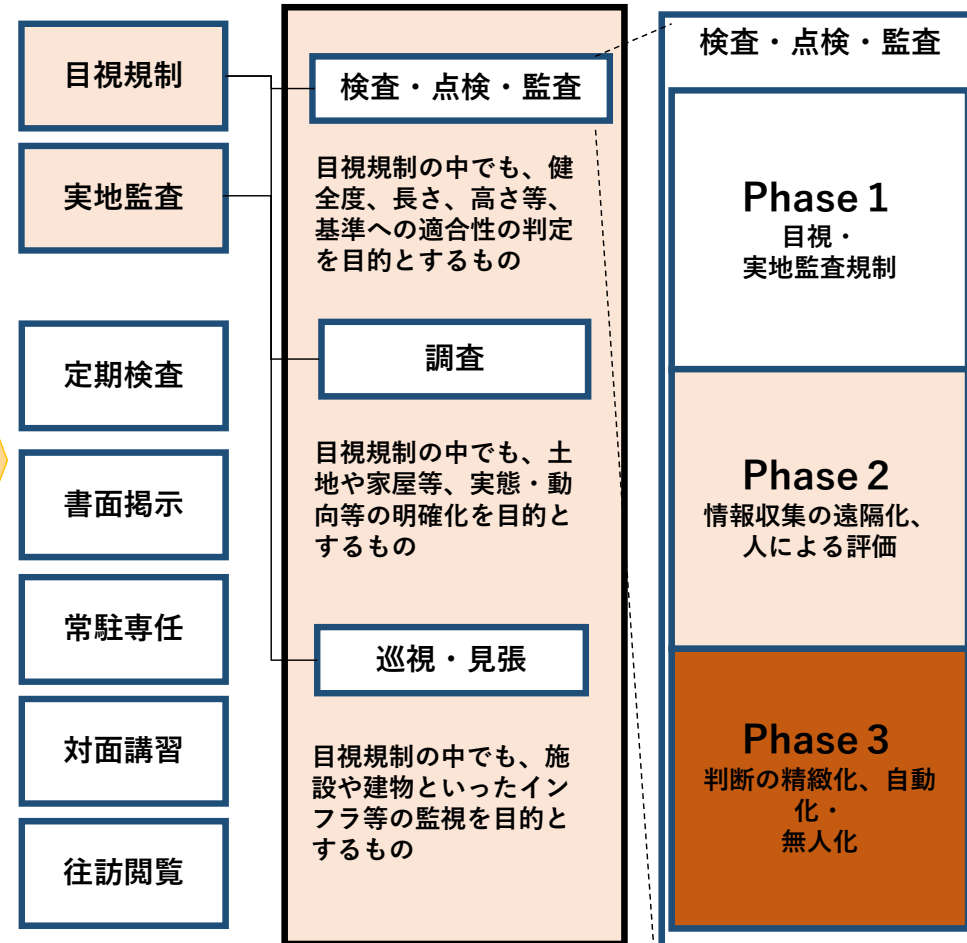 目視規制
実地監査
定期検査
書面掲示
常駐専任
対面講習
往訪閲覧
検査・点検・監査
目視規制の中でも、健
全度、長さ、高さ等、
基準への適合性の判定
を目的とするもの
調査
目視規制の中でも、土
地や家屋等、実態・動
向等の明確化を目的と
するもの
巡視・見張
目視規制の中でも、施
設や建物といったイン
フラ等の監視を目的と
するもの
検査・点検・監査
Phase 1
目視・
実地監査規制
Phase 2
情報収集の遠隔化、
人による評価
Phase 3
判断の精緻化、自動
化・
無人化